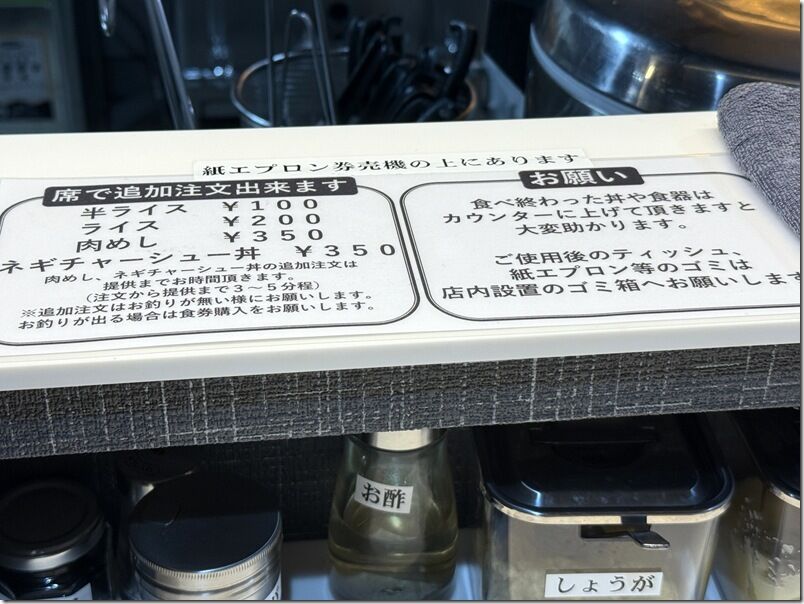 紙エプロン券売機の上にあります
席で追加注文出来ます
半ライス ￥１００
ライス ￥２００
肉めし ￥３５０
ネギチャーシュー丼 ￥３５０
肉めし、ネギチャーシュー丼の追加注文は
提供までお時間頂きます。
（注文から提供まで３～５分程）
※追加注文はお釣りが無い様にお願いします。
お釣りが出る場合は食券購入をお願いします。
お願い
食べ終わった丼や食器は
カウンターに上げて頂きますと
大変助かります。
ご使用後のティッシュ、
紙エプロン等のゴミは
店内設置のゴミ箱へお願いします
お酢
しょうが